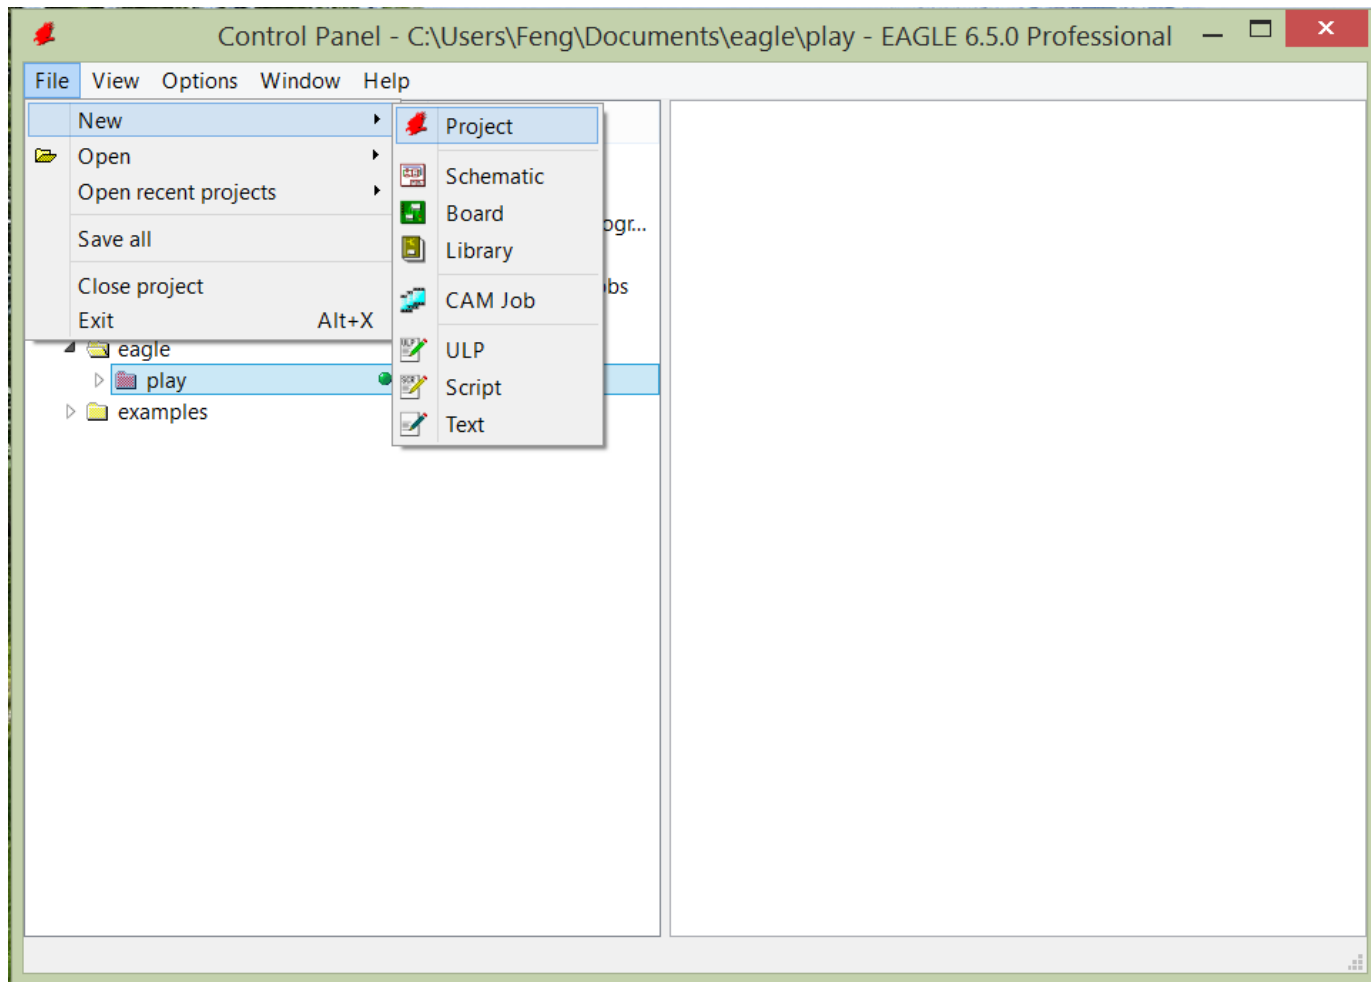 Control Panel - C:\Users\Feng\Documents\eagle\play - EAGLE 6.5.0 Professional
File View Options Window Help
New
Open
Open recent projects
Save all
Close project
Exit Alt+X
Project
Schematic
Board
Library
CAM Job
ULP
Script
Text
ogr...
bs
eagle
play
examples